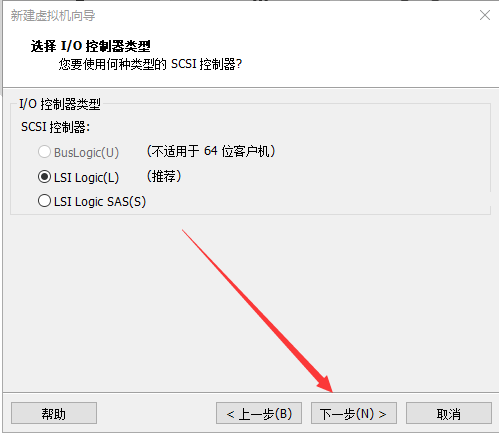 新建虚拟机向导
选择 I/O 控制器类型
您要使用何种类型的 SCSI 控制器?
I/O 控制器类型
SCSI 控制器:
BusLogic(U) （不适用于 64 位客户机）
LSI Logic(L) （推荐）
LSI Logic SAS(S)
帮助 < 上一步(B) 下一步(N) > 取消